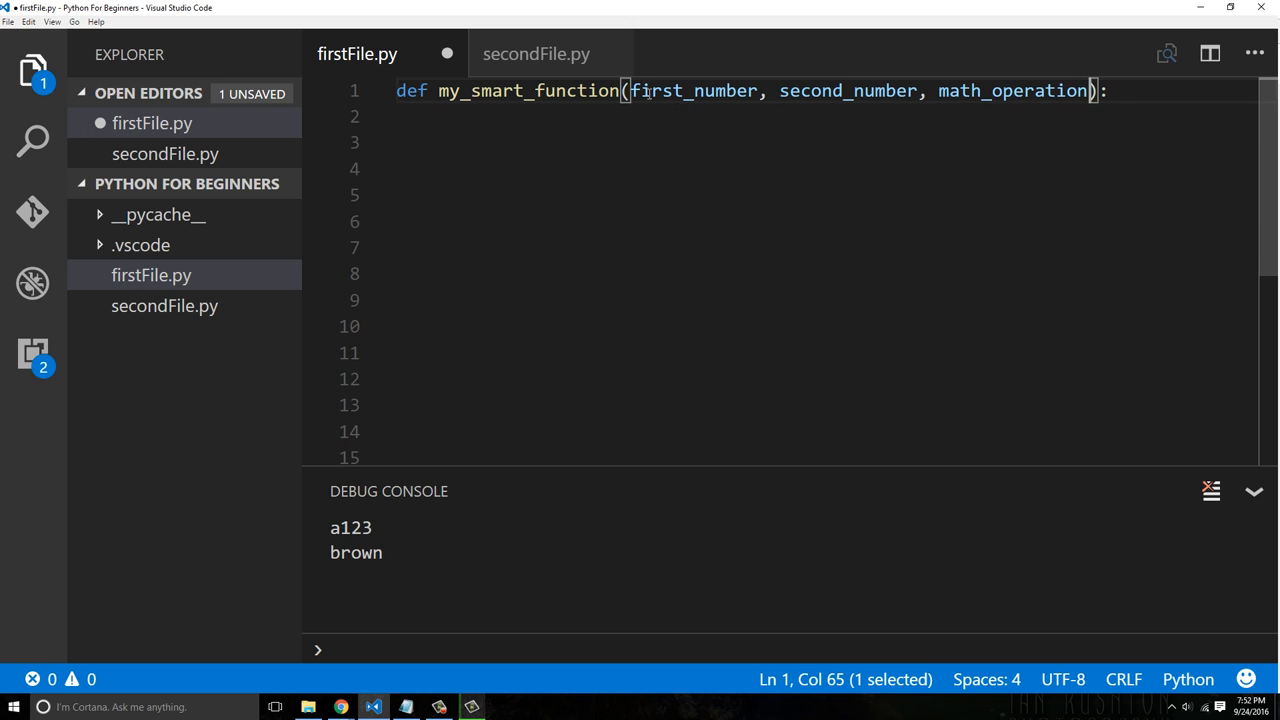 ● firstFile.py - Python For Beginners - Visual Studio Code
File Edit View Go Help
EXPLORER
OPEN EDITORS 1 UNSAVED
firstFile.py
secondFile.py
PYTHON FOR BEGINNERS
__pycache__
.vscode
firstFile.py
secondFile.py
1
2
firstFile.py secondFile.py
1 def my_smart_function(first_number, second_number, math_operation):
2
3
4
5
6
7
8
9
10
11
12
13
14
15
DEBUG CONSOLE
a123
brown
0 0 Ln 1, Col 65 (1 selected) Spaces: 4 UTF-8 CRLF Python
I'm Cortana. Ask me anything.
7:52 PM
9/24/2016